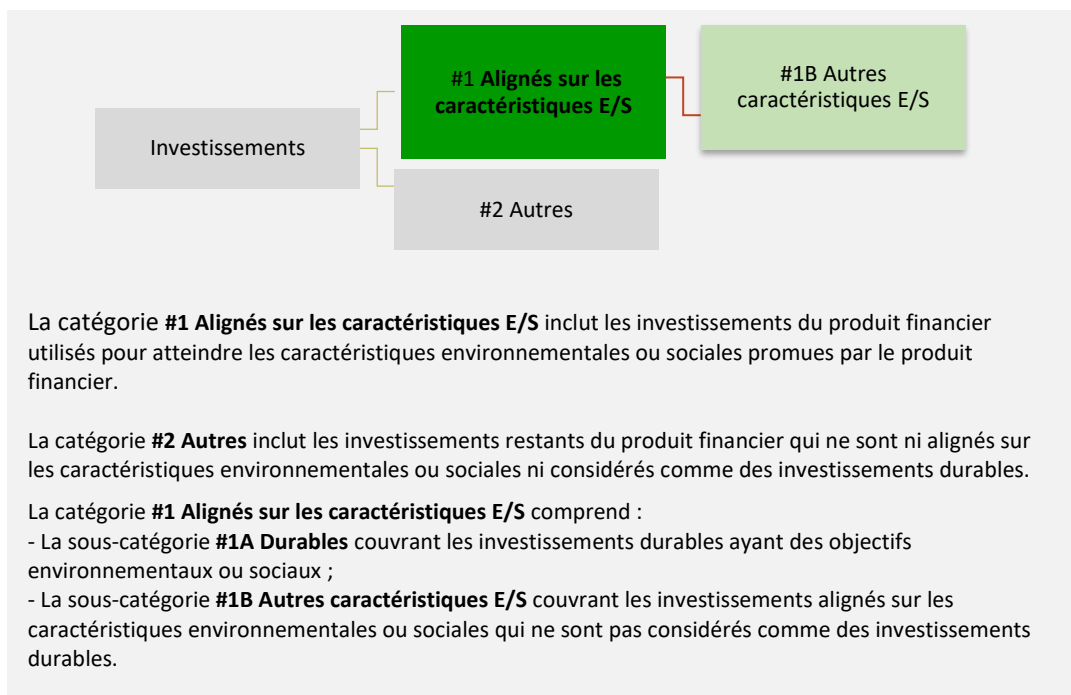 #1 Alignés sur les
caractéristiques E/S
#1B Autres
caractéristiques E/S
Investissements
#2 Autres
La catégorie #1 Alignés sur les caractéristiques E/S inclut les investissements du produit financier
utilisés pour atteindre les caractéristiques environnementales ou sociales promues par le produit
financier.
La catégorie #2 Autres inclut les investissements restants du produit financier qui ne sont ni alignés sur
les caractéristiques environnementales ou sociales ni considérés comme des investissements durables.
La catégorie #1 Alignés sur les caractéristiques E/S comprend :
- La sous-catégorie #1A Durables couvrant les investissements durables ayant des objectifs
environnementaux ou sociaux ;
- La sous-catégorie #1B Autres caractéristiques E/S couvrant les investissements alignés sur les
caractéristiques environnementales ou sociales qui ne sont pas considérés comme des investissements
durables.